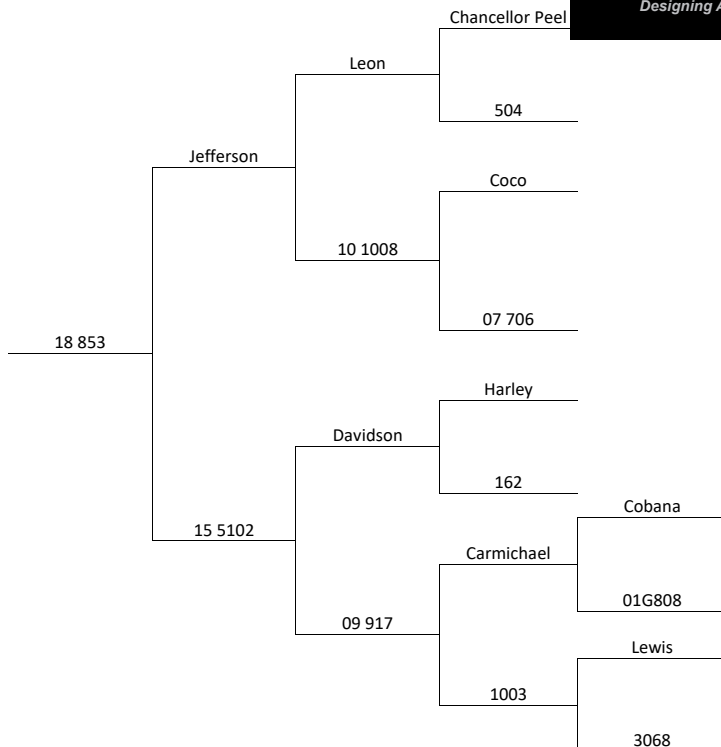 Designing
Chancellor Peel
Leon
504
Jefferson
Coco
10 1008
07 706
18 853
Harley
Davidson
162
Cobana
15 5102
Carmichael
01G808
09 917
Lewis
1003
3068